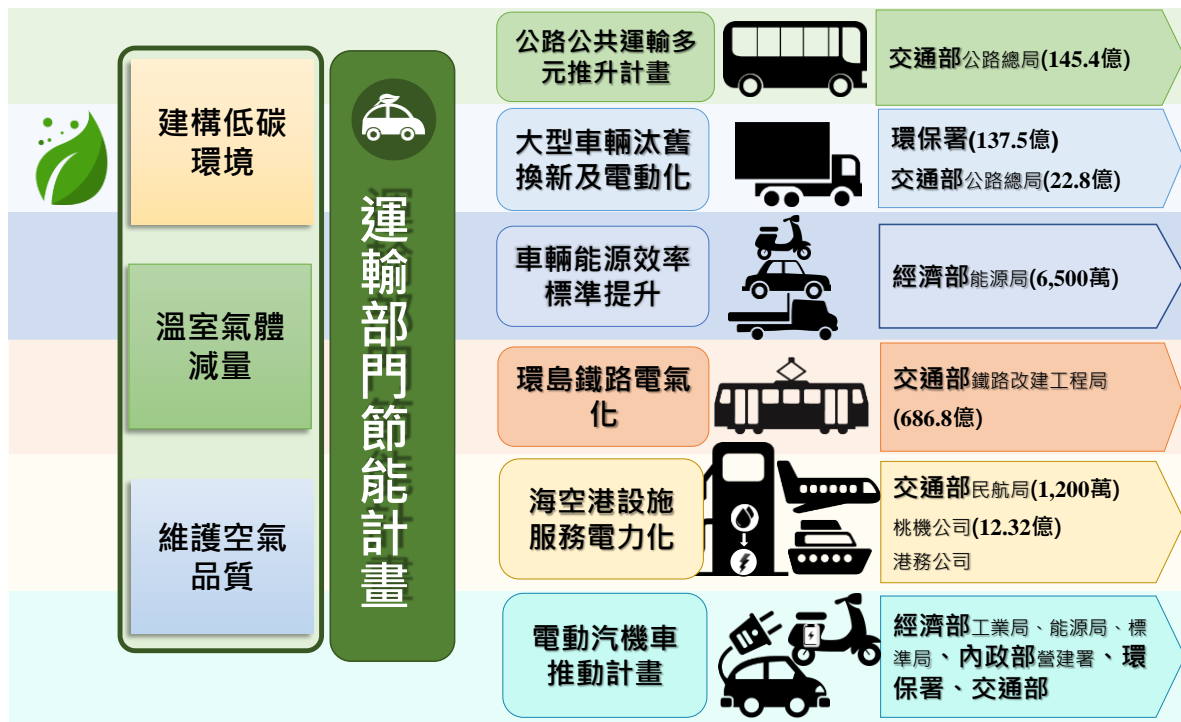 建構低碳
環境
溫室氣體
減量
維護空氣
品質
運輸部門節能計畫
公路公共運輸多
元推升計畫
交通部公路總局(145.4億)
大型車輛汰舊
換新及電動化
環保署(137.5億)
交通部公路總局(22.8億)
車輛能源效率
標準提升
經濟部能源局(6,500萬)
環島鐵路電氣
化
交通部鐵路改建工程局
(686.8億)
海空港設施
服務電力化
交通部民航局(1,200萬)
桃機公司(12.32億)
港務公司
電動汽機車
推動計畫
經濟部工業局、能源局、標
準局、內政部營建署、環
保署、交通部